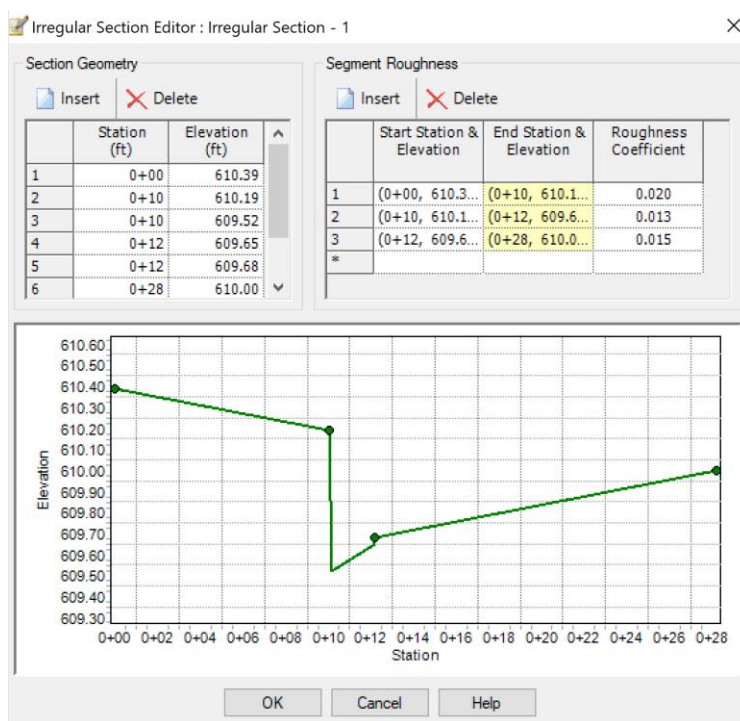 Irregular Section Editor : Irregular Section - 1
Section Geometry
Insert Delete
Station (ft) Elevation (ft)
1 0+00 610.39
2 0+10 610.19
3 0+10 609.52
4 0+12 609.65
5 0+12 609.68
6 0+28 610.00
Segment Roughness
Insert Delete
Start Station & Elevation End Station & Elevation Roughness Coefficient
1 (0+00, 610.3... (0+10, 610.1... 0.020
2 (0+10, 610.1... (0+12, 609.6... 0.013
3 (0+12, 609.6... (0+28, 610.0... 0.015
*
610.60
610.50
610.40
610.30
610.20
610.10
610.00
609.90
609.80
609.70
609.60
609.50
609.40
609.30
Elevation
0+00 0+02 0+04 0+06 0+08 0+10 0+12 0+14 0+16 0+18 0+20 0+22 0+24 0+26 0+28
Station
OK Cancel Help